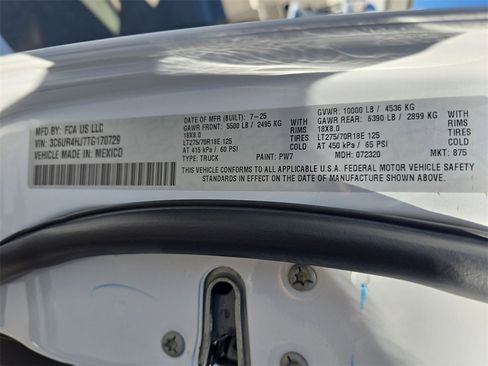 MFD BY: FCA US LLC
VIN: 3C6UR4HJ7TG170729
VEHICLE MADE IN: MEXICO
DATE OF MFR (BUILT): 7-25
GAWR FRONT: 5500 LB / 2495 KG
18X8.0 RIMS
LT275/70R18E 125 TIRES
AT 415 kPa / 60 PSI COLD
TYPE: TRUCK PAINT: PW7
GVWR: 10000 LB / 4536 KG
GAWR REAR: 6390 LB / 2899 KG
18X8.0 RIMS
LT275/70R18E 125 TIRES
AT 450 kPa / 65 PSI COLD
MDH: 072320 MKT: 875
THIS VEHICLE CONFORMS TO ALL APPLICABLE U.S.A. FEDERAL MOTOR VEHICLE SAFETY
STANDARDS IN EFFECT ON THE DATE OF MANUFACTURE SHOWN ABOVE.